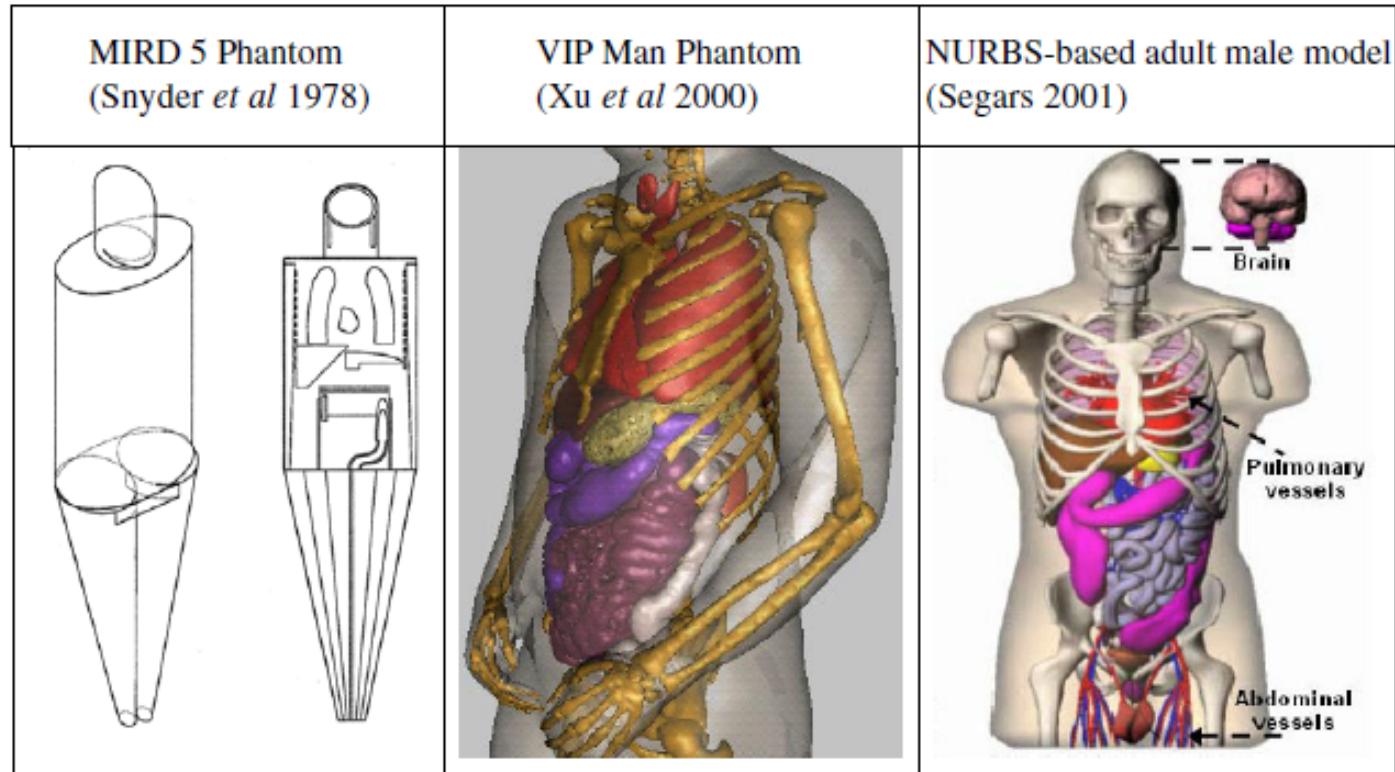 MIRD 5 Phantom
(Snyder et al 1978)
VIP Man Phantom
(Xu et al 2000)
NURBS-based adult male model
(Segars 2001)
Brain
Pulmonary
vessels
Abdominal
vessels